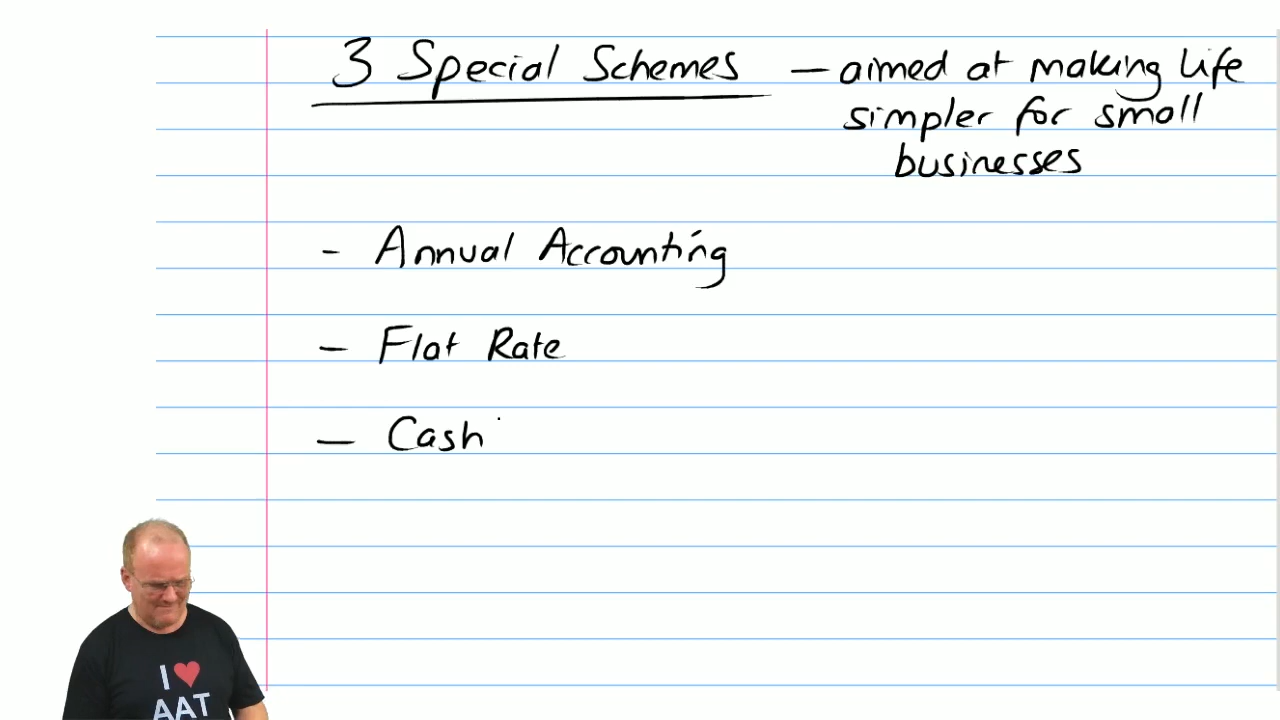 3 Special Schemes — aimed at making life
simpler for small
businesses
- Annual Accounting
- Flat Rate
- Cash
I ❤
AAT